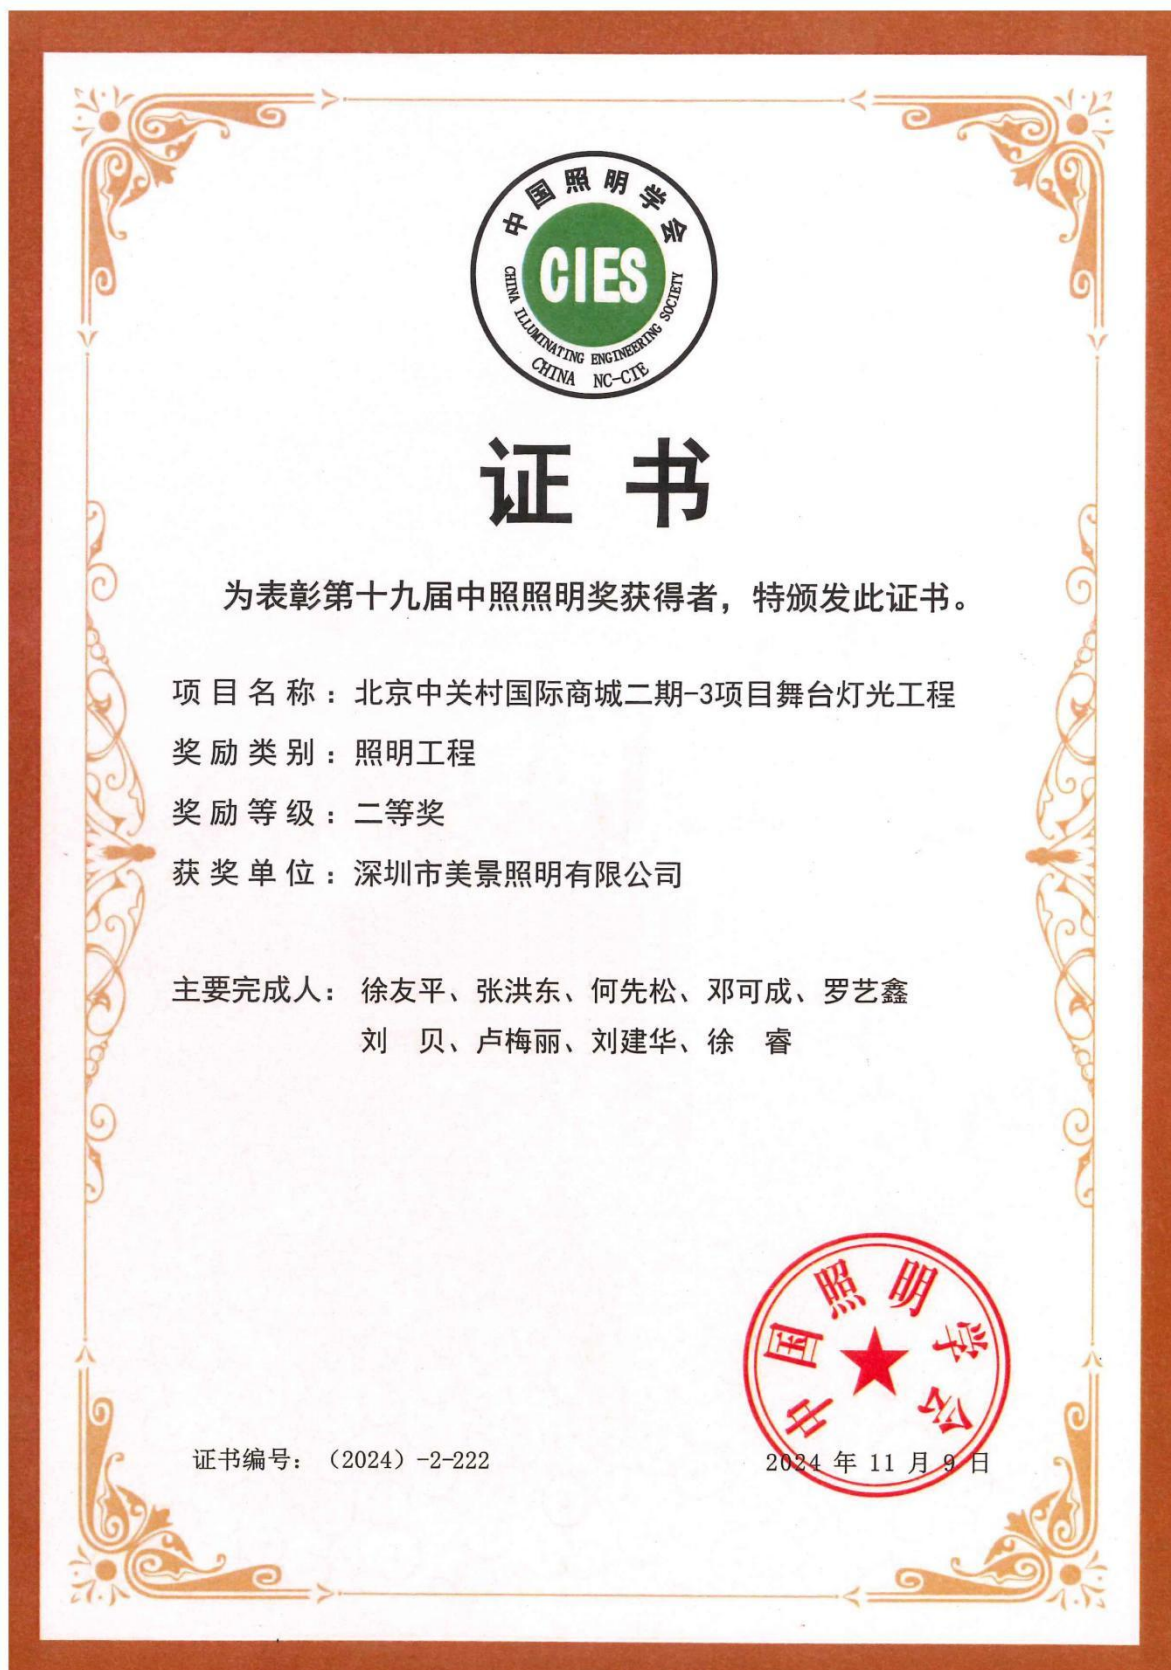 中国照明学会
CIES
CHINA ILLUMINATING ENGINEERING SOCIETY
CHINA NC-CIE
证书
为表彰第十九届中照照明奖获得者，特颁发此证书。
项目名称：北京中关村国际商城二期-3项目舞台灯光工程
奖励类别：照明工程
奖励等级：二等奖
获奖单位：深圳市美景照明有限公司
主要完成人：徐友平、张洪东、何先松、邓可成、罗艺鑫
刘　贝、卢梅丽、刘建华、徐　睿
中国照明学会
证书编号：（2024）-2-222
2024 年 11 月 9 日